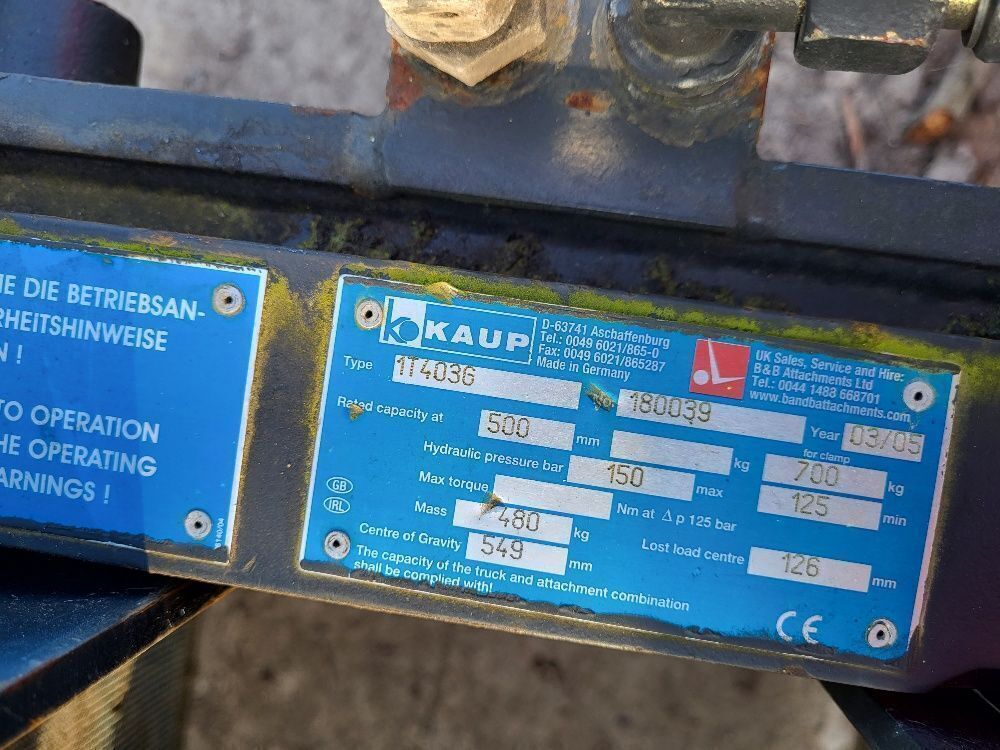 E DIE BETRIEBSAN-
RHEITSHINWEISE
N !
TO OPERATION
HE OPERATING
ARNINGS !
6140/04
KAUP
D-63741 Aschaffenburg
Tel.: 0049 6021/865-0
Fax: 0049 6021/865287
Made in Germany
UK Sales, Service and Hire:
B&B Attachments Ltd
Tel.: 0044 1488 668701
www.bandbattachments.com
Type 1T403G No. 180039 Year 03/05
Rated capacity at 500 mm kg for clamp 700 kg
Hydraulic pressure bar 150 max 125 min
Max torque Nm at Δ p 125 bar
GB
IRL
Mass 480 kg Lost load centre 126 mm
Centre of Gravity 549 mm
The capacity of the truck and attachment combination
shall be complied with!
CE